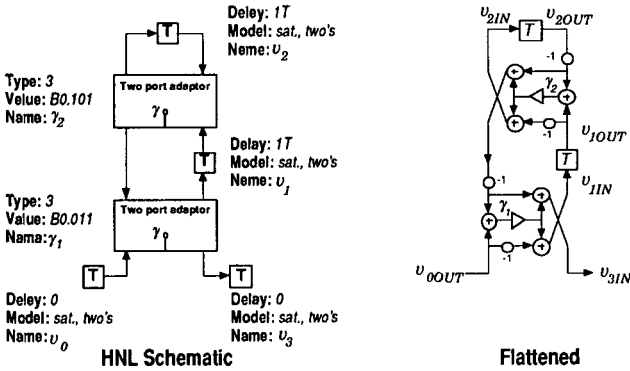 Delay: 1T
Model: sat., two's
Neme: υ2
T
Type: 3
Velue: B0.101
Name: γ2
Two port adaptor
γ
Delay: 1T
Model: sat., two's
Neme: υ1
T
Type: 3
Value: B0.011
Nama: γ1
Two port adaptor
γ
T
T
Delay: 0
Model: sat., two's
Name: υ0
Delay: 0
Model: sat., two's
Name: υ3
HNL Schematic
υ2IN
υ2OUT
T
-1
+
γ2
+
+
-1
υ1OUT
T
υ1IN
-1
+
γ1
+
+
-1
υ0OUT
υ3IN
Flattened